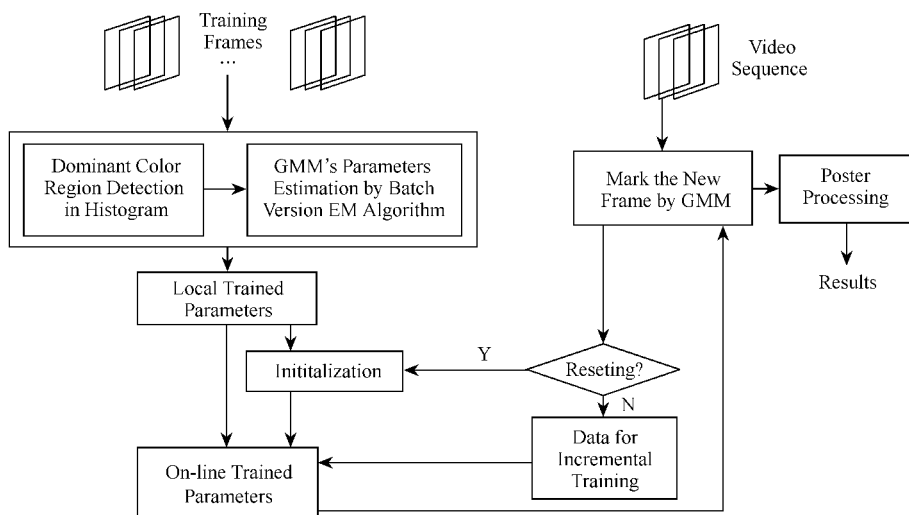 Training
Frames
...
Video
Sequence
Dominant Color
Region Detection
in Histogram
GMM's Parameters
Estimation by Batch
Version EM Algorithm
Mark the New
Frame by GMM
Poster
Processing
Results
Local Trained
Parameters
Inititalization
Y
Reseting?
N
Data for
Incremental
Training
On-line Trained
Parameters